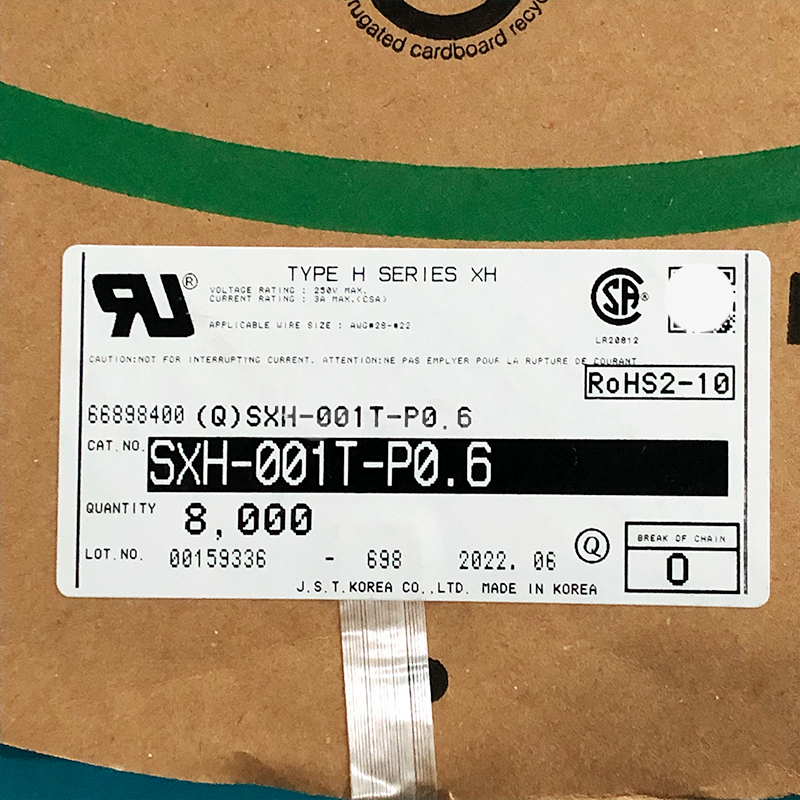 rugated cardboard recyc
TYPE H SERIES XH
VOLTAGE RATING : 250V MAX.
CURRENT RATING : 3A MAX.(CSA)
APPLICABLE WIRE SIZE : AWG#28-#22
LR20812
CAUTION:NOT FOR INTERRUPTING CURRENT. ATTENTION:NE PAS EMPLYER POUR LA RUPTURE DE COURANT
RoHS2-10
66898400 (Q)SXH-001T-P0.6
CAT.NO. SXH-001T-P0.6
QUANTITY 8,000
LOT.NO. 00159336 - 698 2022. 06 Q
BREAK OF CHAIN
0
J.S.T.KOREA CO.,LTD. MADE IN KOREA